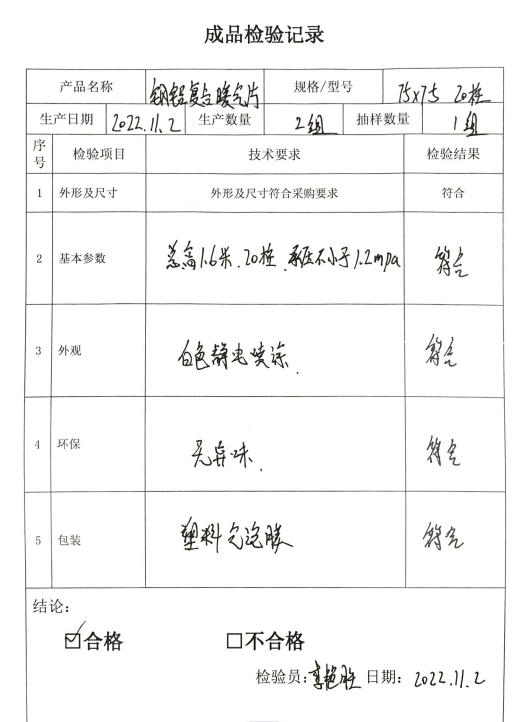 成品检验记录
产品名称 钢铝复合暖气片 规格/型号 75x75 20柱
生产日期 2022.11.2 生产数量 2组 抽样数量 1组
序号 检验项目 技术要求 检验结果
1 外形及尺寸 外形及尺寸符合采购要求 符合
2 基本参数 总高1.6米.20柱.承压不小于1.2mpa 符合
3 外观 白色静电喷涂. 符合
4 环保 无异味. 符合
5 包装 塑料气泡膜 符合
结论:
☑合格 □不合格
检验员: 日期: 2022.11.2